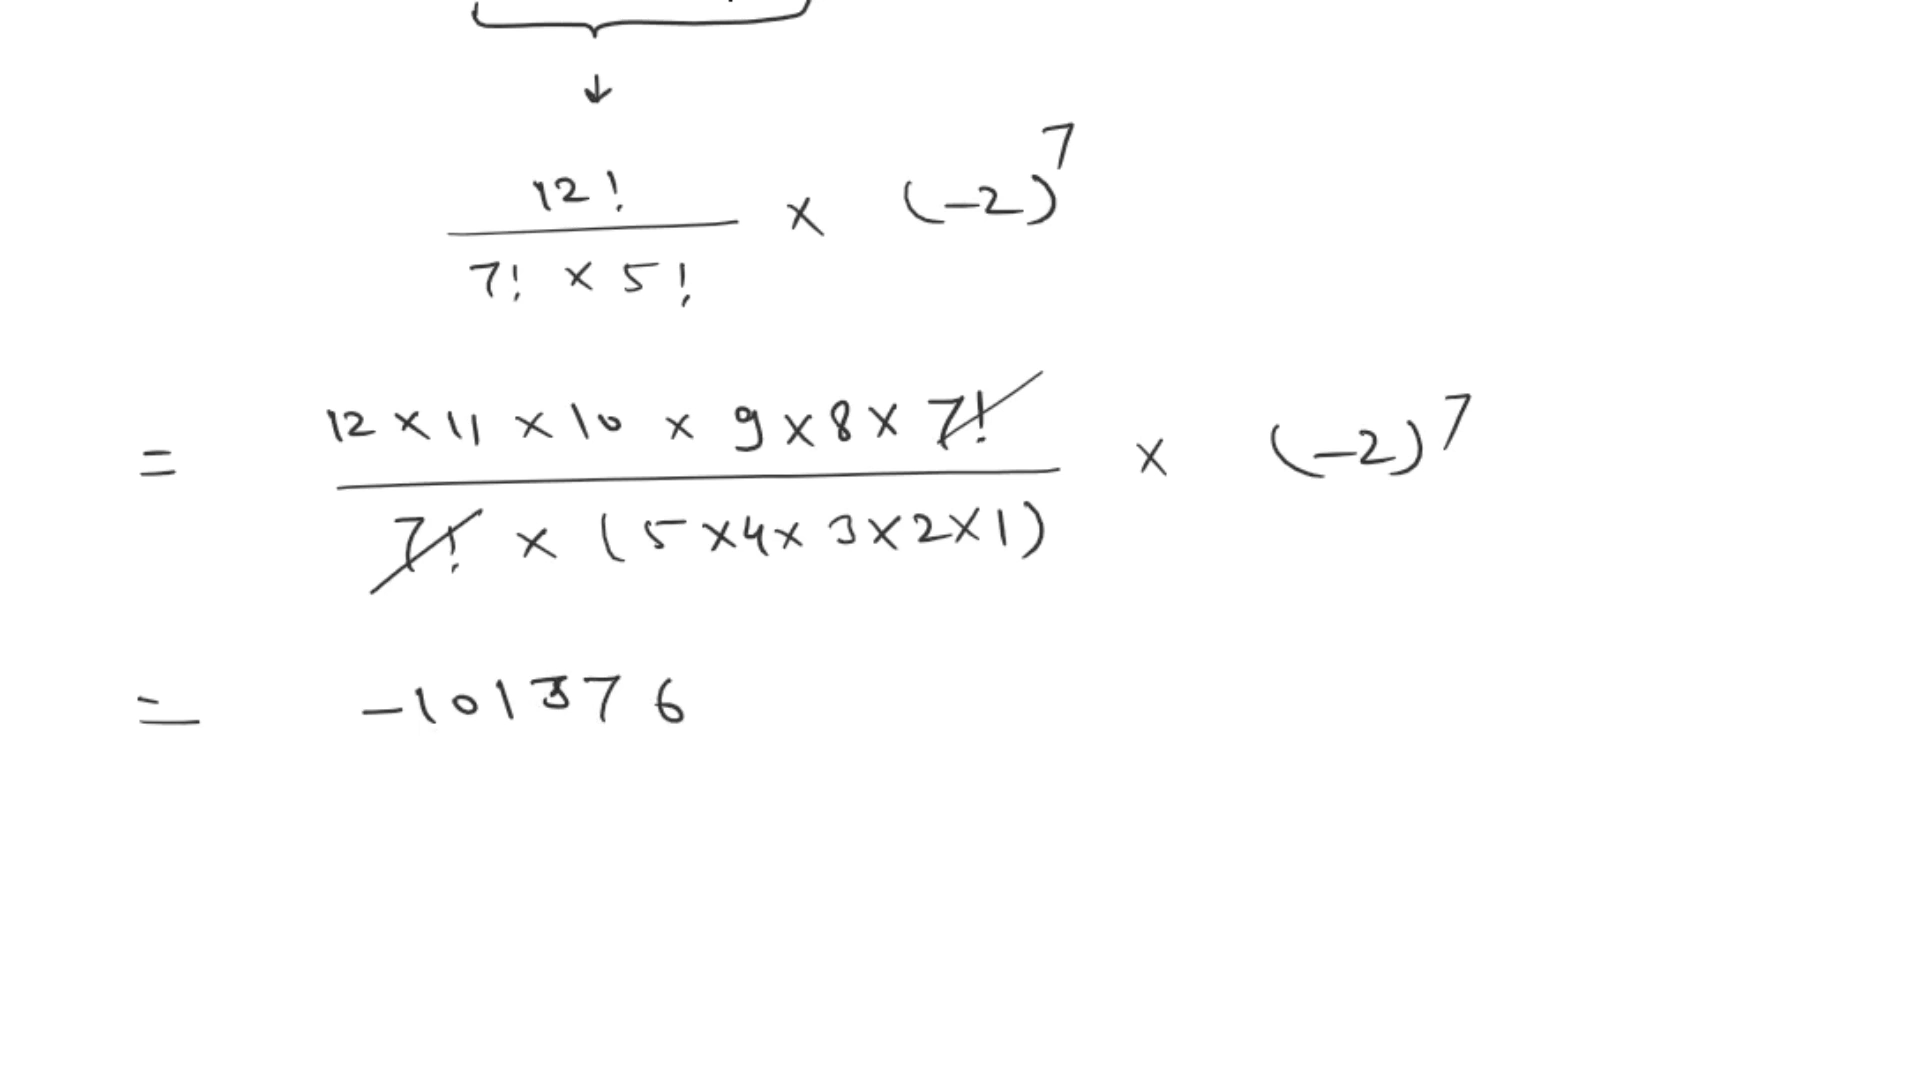 ↓
12! / 7! × 5! × (-2)^7
= 12 × 11 × 10 × 9 × 8 × 7! / 7! × (5 × 4 × 3 × 2 × 1) × (-2)^7
= -101376